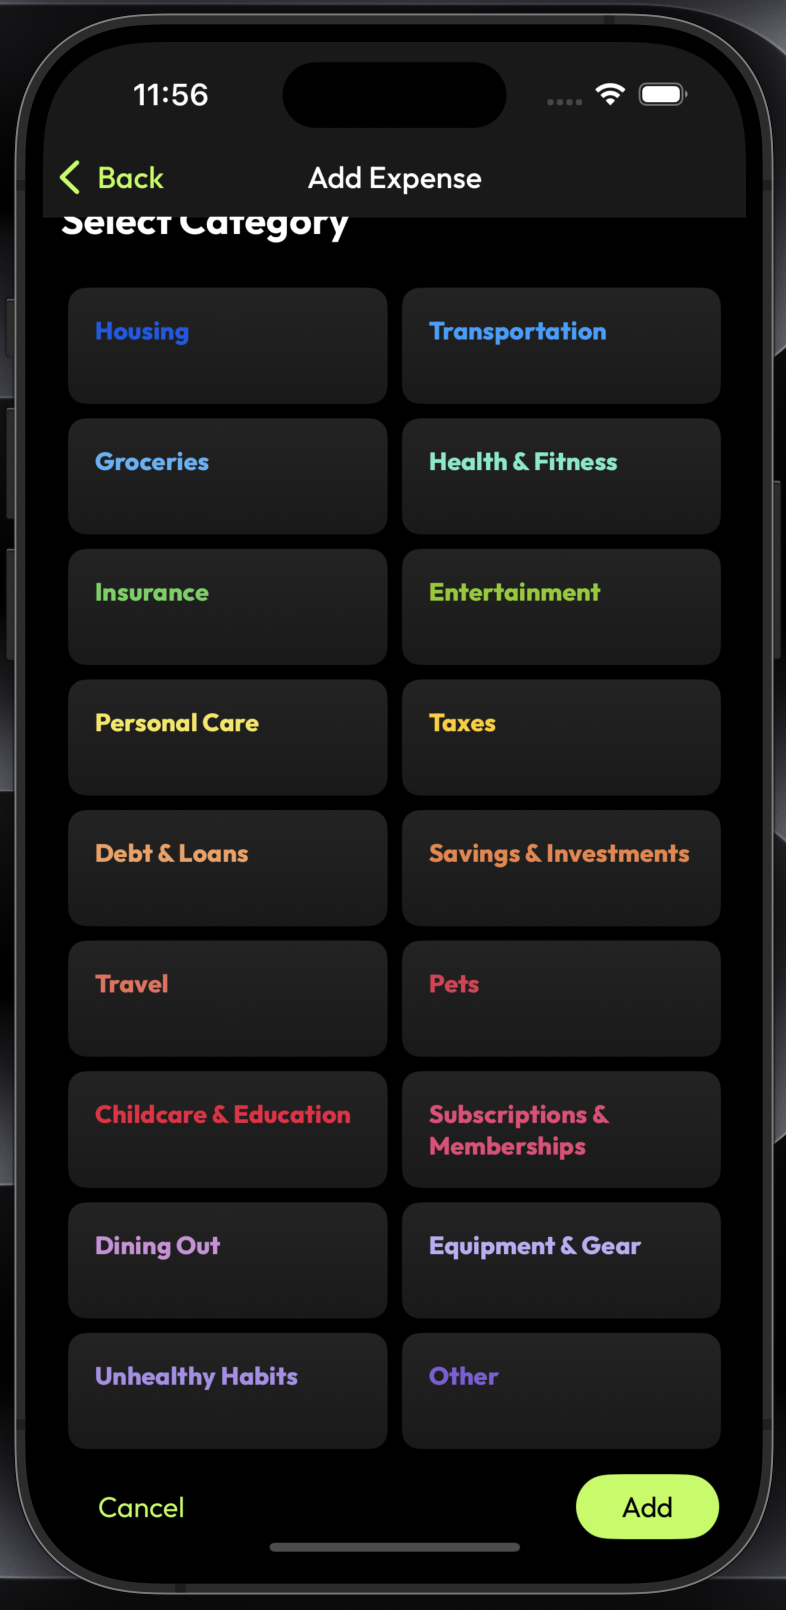 11:56
Back
Add Expense
Select Category
Housing
Transportation
Groceries
Health & Fitness
Insurance
Entertainment
Personal Care
Taxes
Debt & Loans
Savings & Investments
Travel
Pets
Childcare & Education
Subscriptions &
Memberships
Dining Out
Equipment & Gear
Unhealthy Habits
Other
Cancel
Add